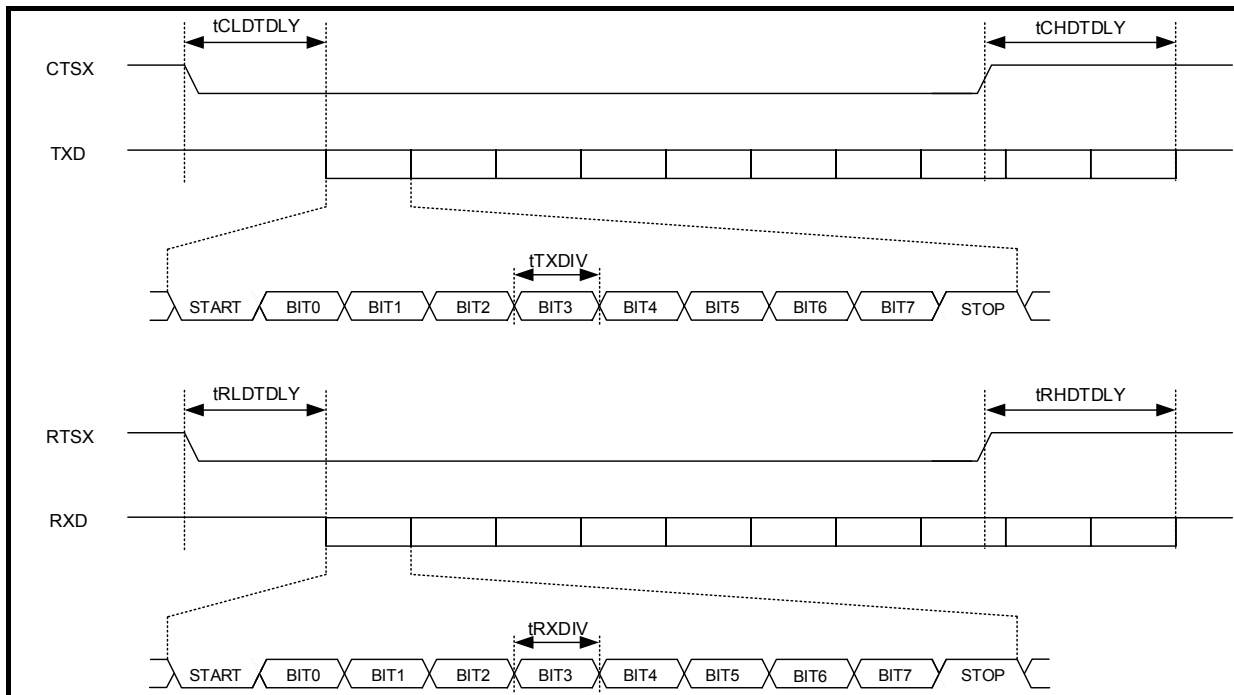 tCLDTDLY tCHDTDLY
CTSX
TXD
tTXDIV
START BIT0 BIT1 BIT2 BIT3 BIT4 BIT5 BIT6 BIT7 STOP
tRLDTDLY tRHDTDLY
RTSX
RXD
tRXDIV
START BIT0 BIT1 BIT2 BIT3 BIT4 BIT5 BIT6 BIT7 STOP